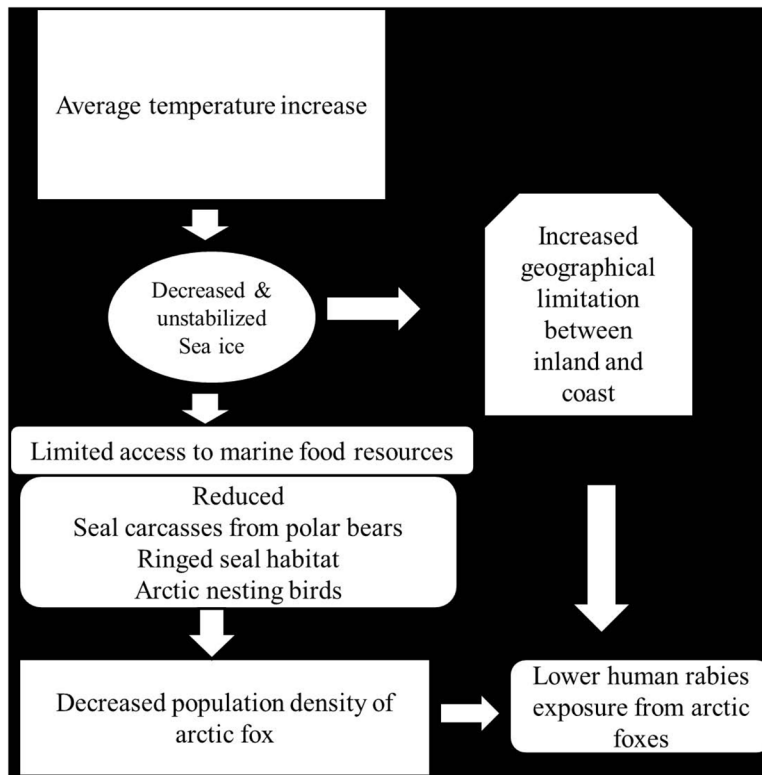 Average temperature increase
Decreased &
unstabilized
Sea ice
Increased
geographical
limitation
between
inland and
coast
Limited access to marine food resources
Reduced
Seal carcasses from polar bears
Ringed seal habitat
Arctic nesting birds
Decreased population density of
arctic fox
Lower human rabies
exposure from arctic
foxes